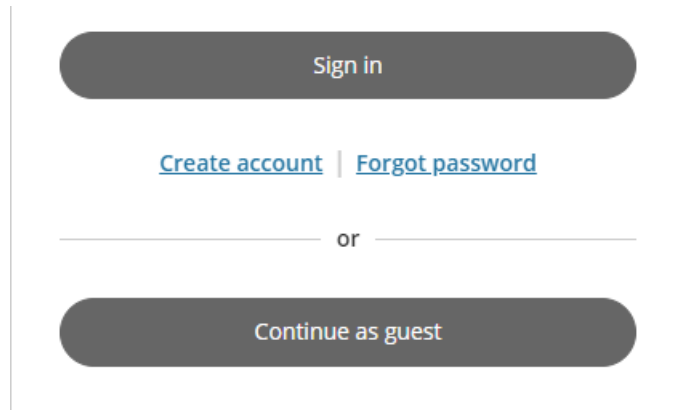 Sign in
Create account | Forgot password
or
Continue as guest